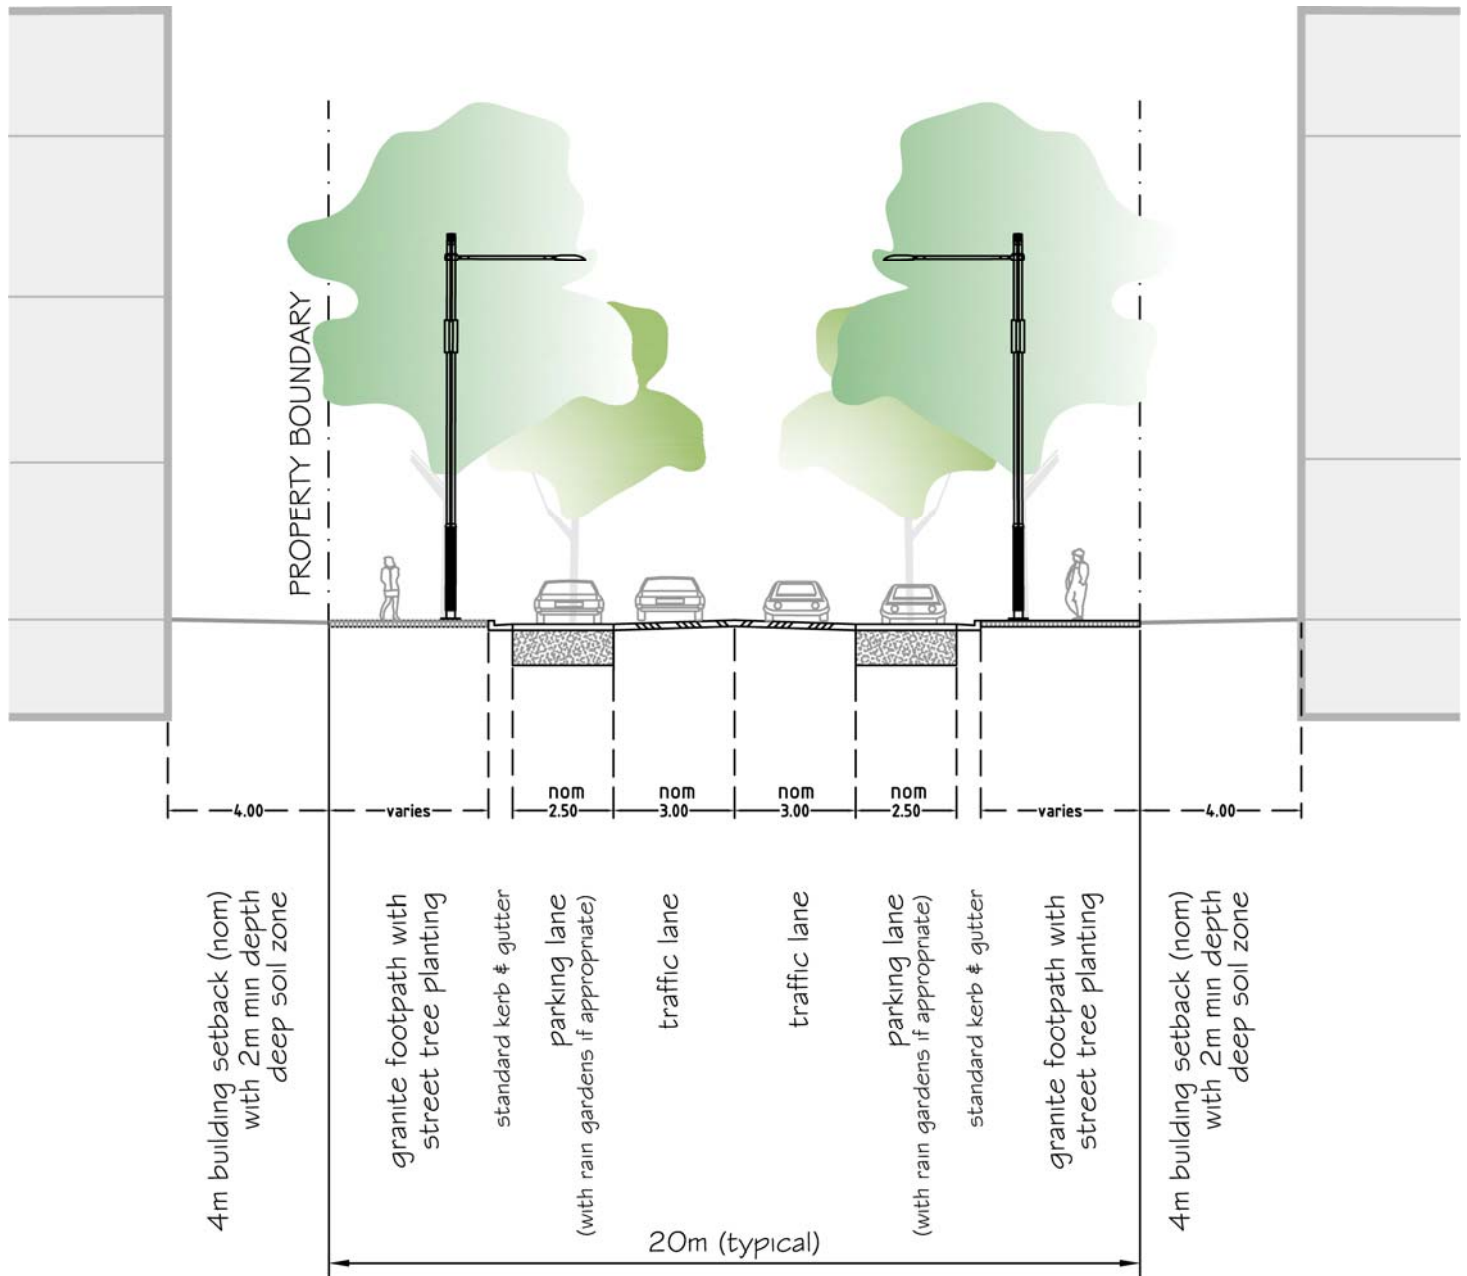 PROPERTY BOUNDARY
nom
nom
nom
nom
4.00
varies
2.50
3.00
3.00
2.50
varies
4.00
4m building setback (nom)
with 2m min depth
deep soil zone
granite footpath with
street tree planting
standard kerb & gutter
parking lane
(with rain gardens if appropriate)
traffic lane
traffic lane
parking lane
(with rain gardens if appropriate)
standard kerb & gutter
granite footpath with
street tree planting
4m building setback (nom)
with 2m min depth
deep soil zone
20m (typical)